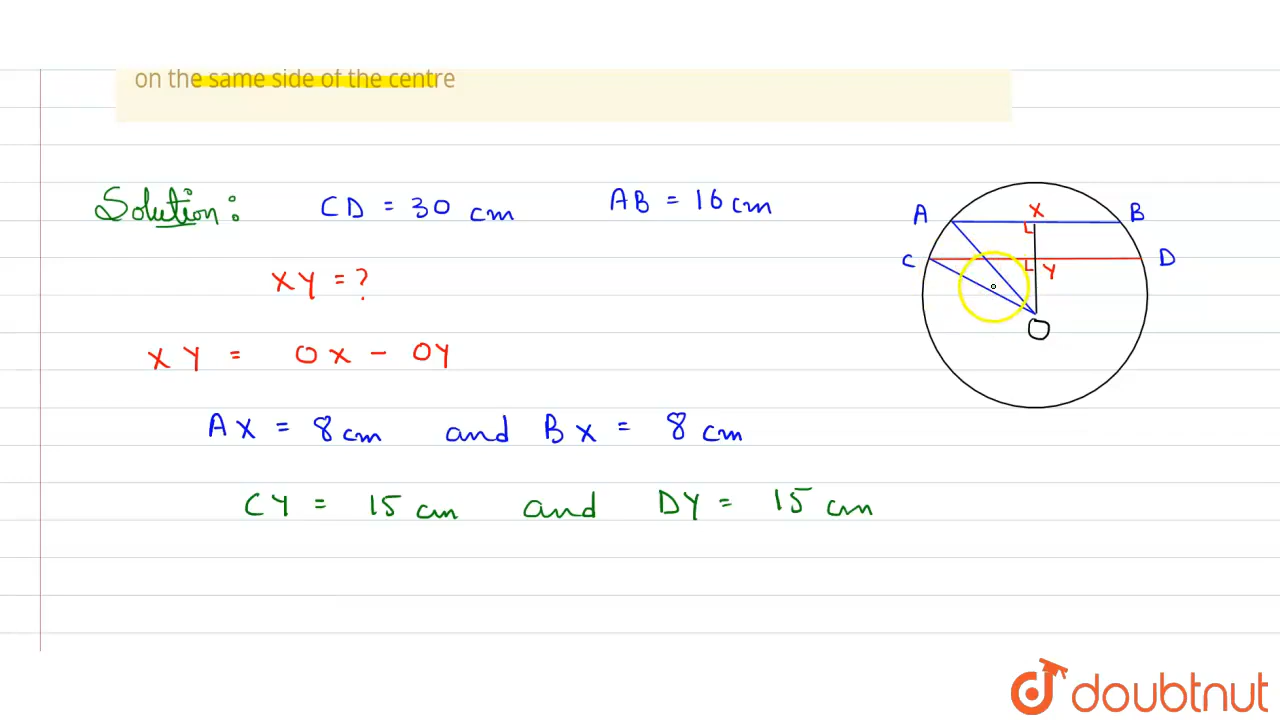 on the same side of the centre
Solution:
CD = 30 cm
AB = 16 cm
XY = ?
XY = OX - OY
AX = 8 cm and BX = 8 cm
CY = 15 cm and DY = 15 cm
A X B
C Y D
O
doubtnut